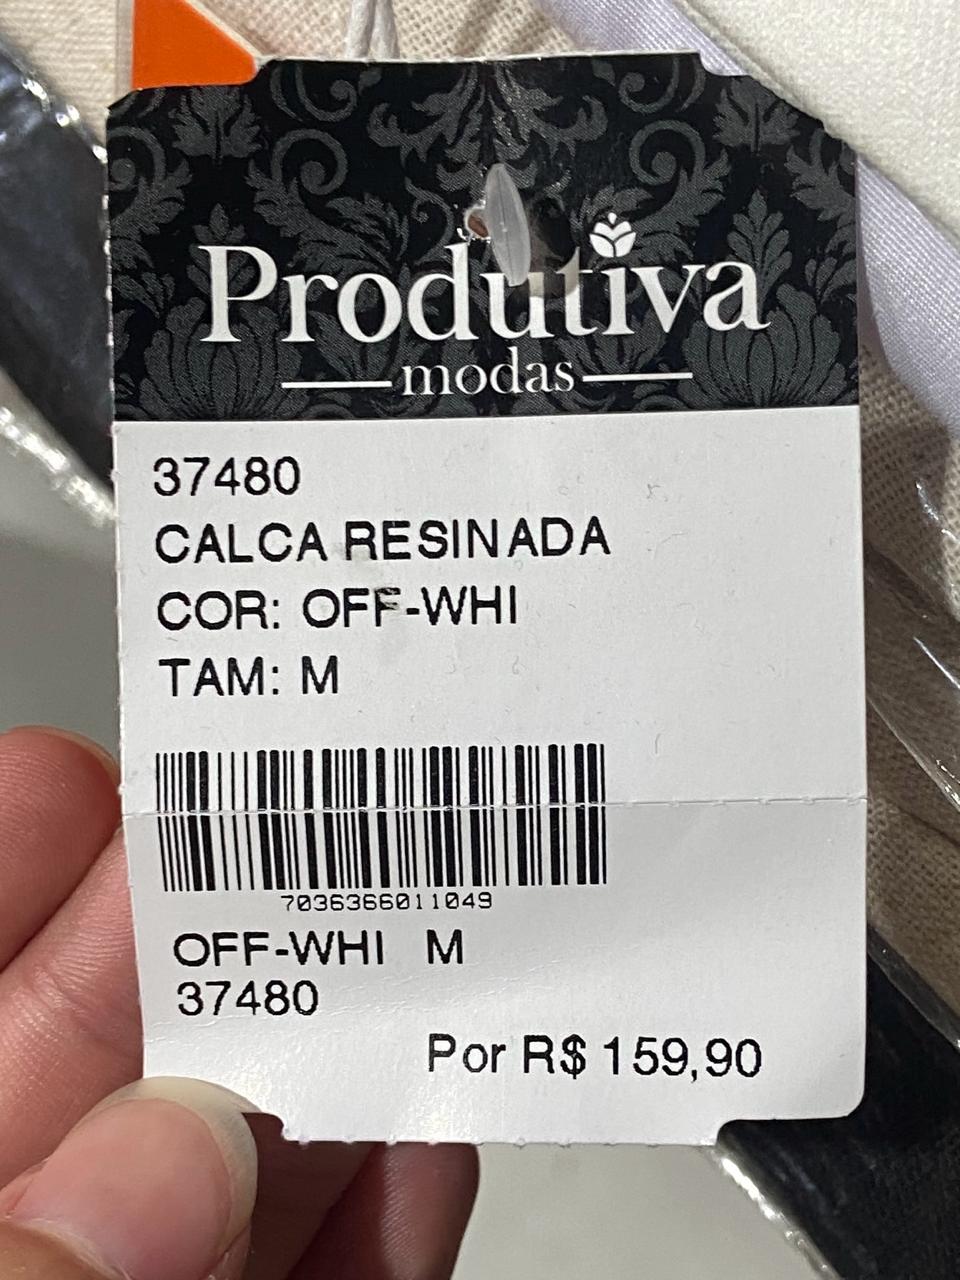 Produtiva
modas
37480
CALCA RESINADA
COR: OFF-WHI
TAM: M
7036366011049
OFF-WHI M
37480
Por R$ 159,90